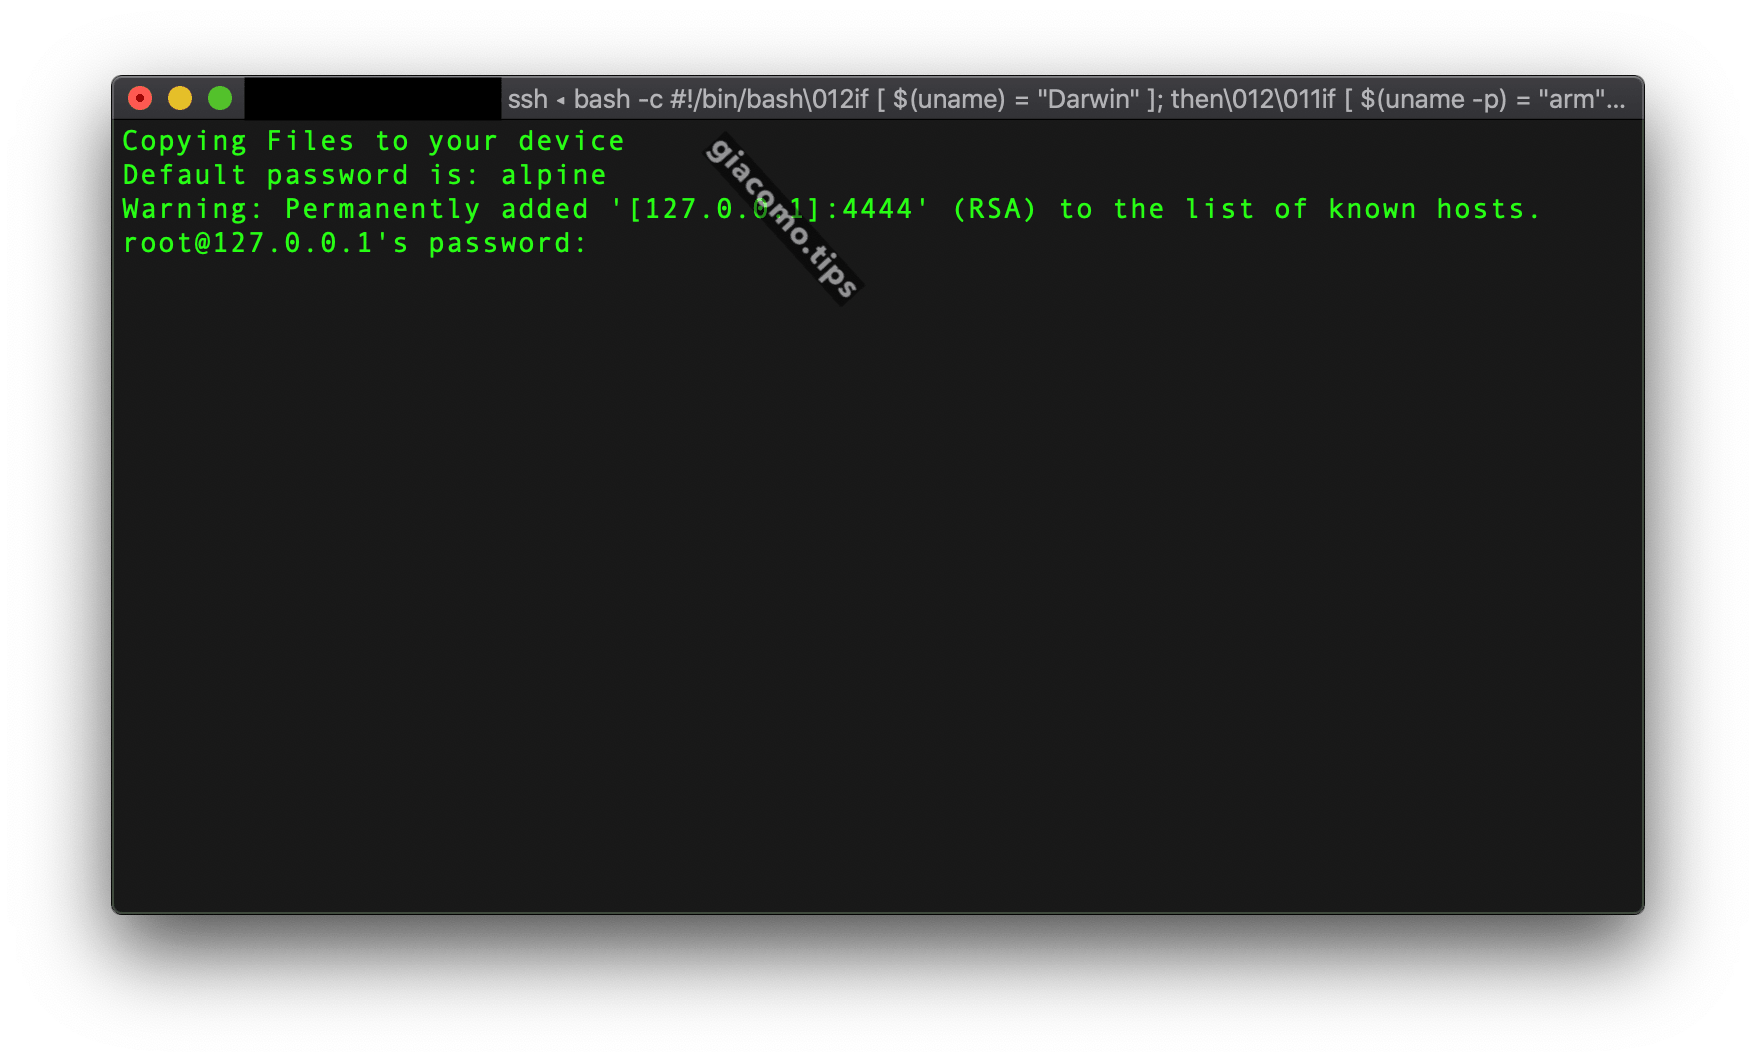 ssh ◂ bash -c #!/bin/bash\012if [ $(uname) = "Darwin" ]; then\012\011if [ $(uname -p) = "arm"...
Copying Files to your device
Default password is: alpine
Warning: Permanently added '[127.0.0.1]:4444' (RSA) to the list of known hosts.
root@127.0.0.1's password:
giacomo.tips